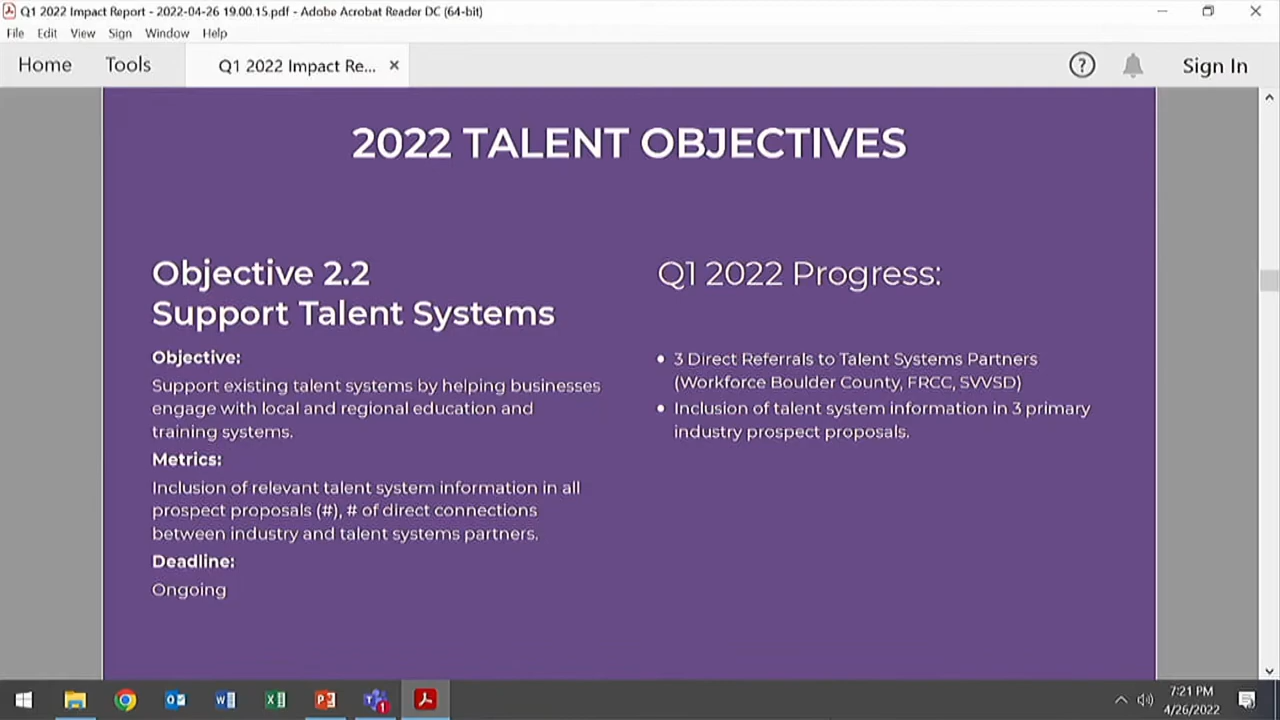 Q1 2022 Impact Report - 2022-04-26 19.00.15.pdf - Adobe Acrobat Reader DC (64-bit)
File Edit View Sign Window Help
Home Tools Q1 2022 Impact Re... × ? Sign In
2022 TALENT OBJECTIVES
Objective 2.2
Support Talent Systems
Objective:
Support existing talent systems by helping businesses
engage with local and regional education and
training systems.
Metrics:
Inclusion of relevant talent system information in all
prospect proposals (#), # of direct connections
between industry and talent systems partners.
Deadline:
Ongoing
Q1 2022 Progress:
• 3 Direct Referrals to Talent Systems Partners
(Workforce Boulder County, FRCC, SVVSD)
• Inclusion of talent system information in 3 primary
industry prospect proposals.
7:21 PM
4/26/2022